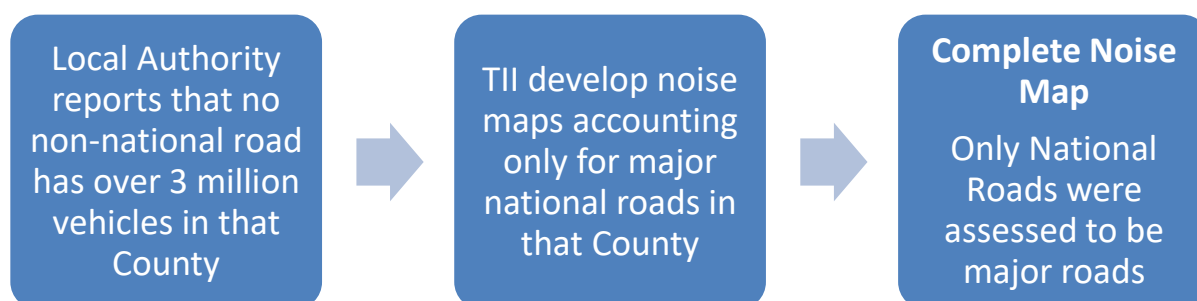 Local Authority
reports that no
non-national road
has over 3 million
vehicles in that
County
TII develop noise
maps accounting
only for major
national roads in
that County
Complete Noise
Map
Only National
Roads were
assessed to be
major roads